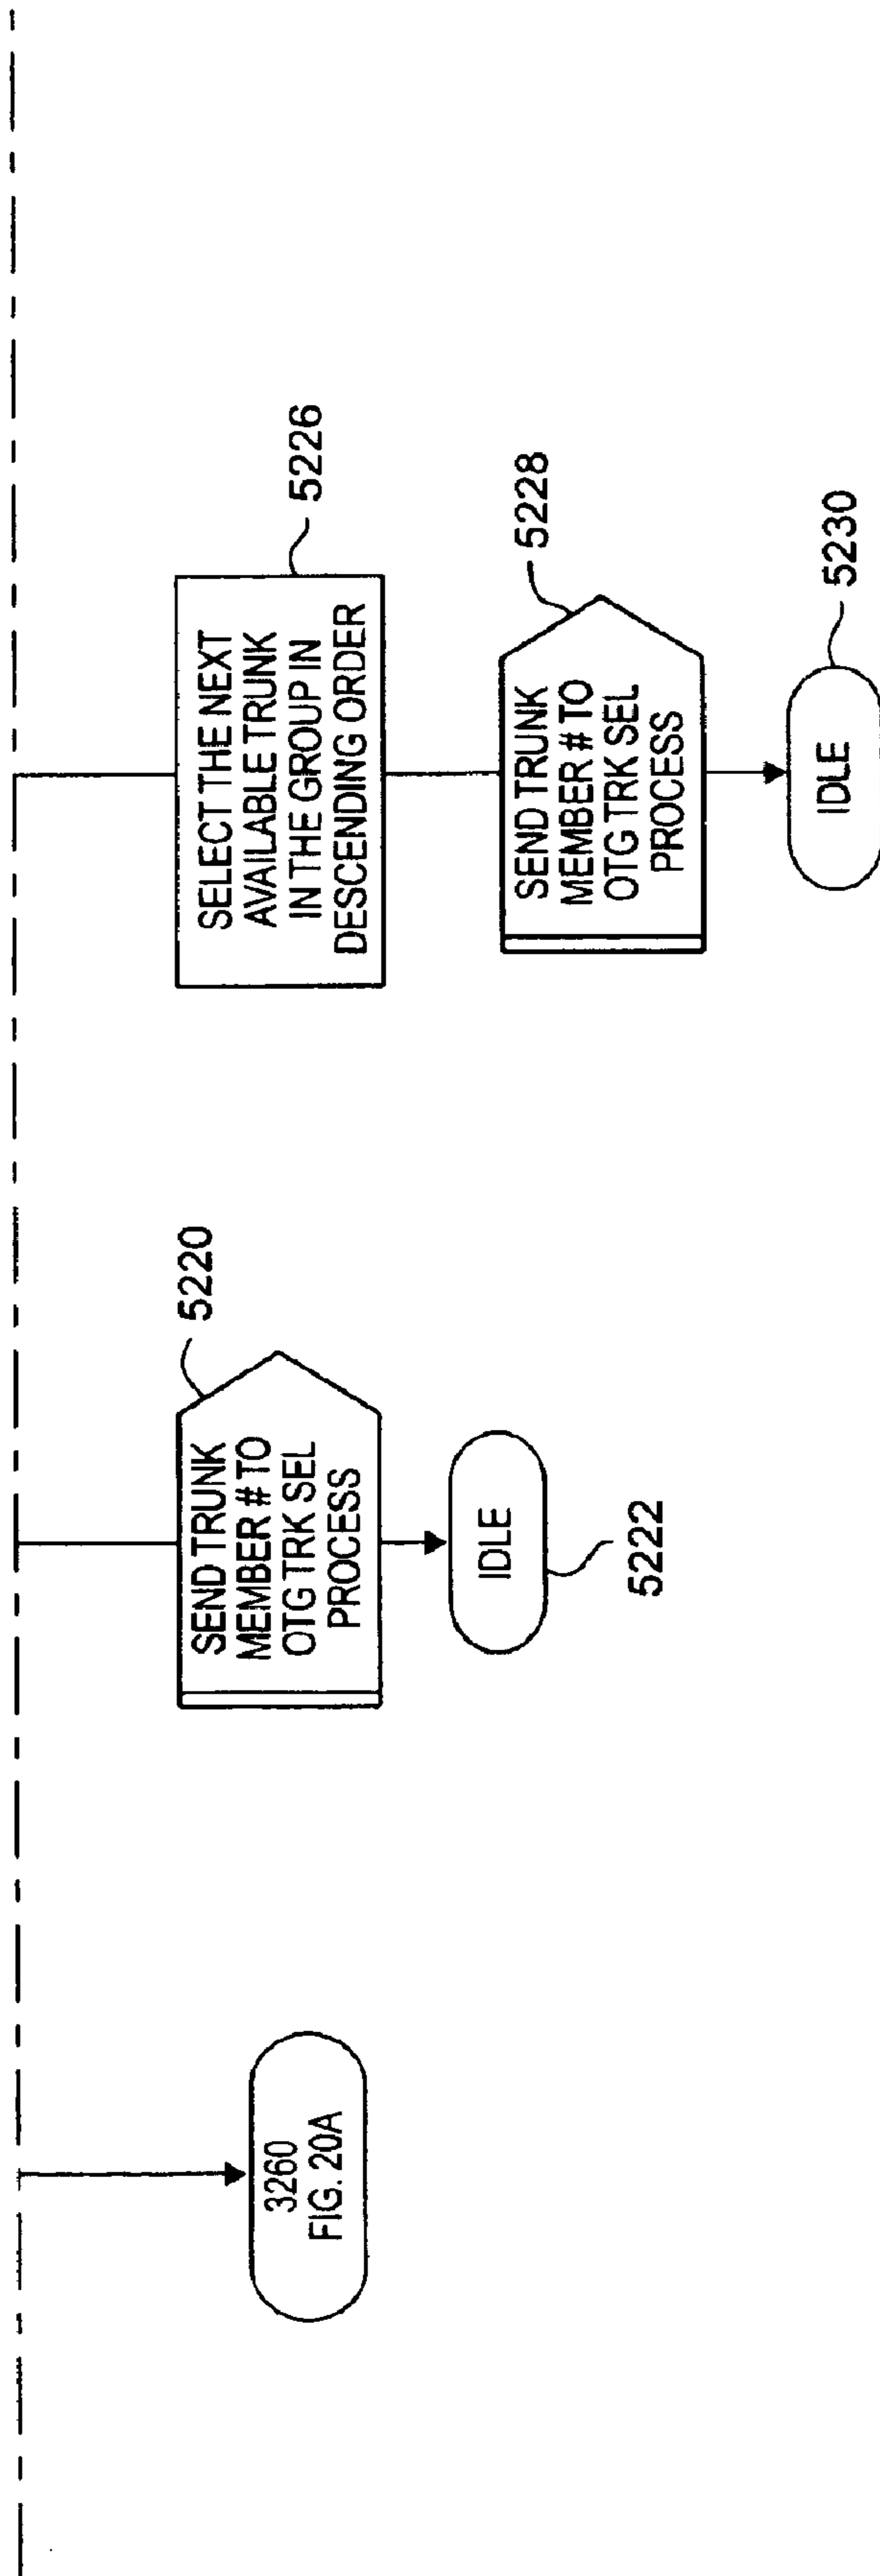 3260
FIG. 20A
SEND TRUNK
MEMBER # TO
OTG TRK SEL
PROCESS
5220
IDLE
5222
SELECT THE NEXT
AVAILABLE TRUNK
IN THE GROUP IN
DESCENDING ORDER
5226
SEND TRUNK
MEMBER # TO
OTG TRK SEL
PROCESS
5228
IDLE
5230